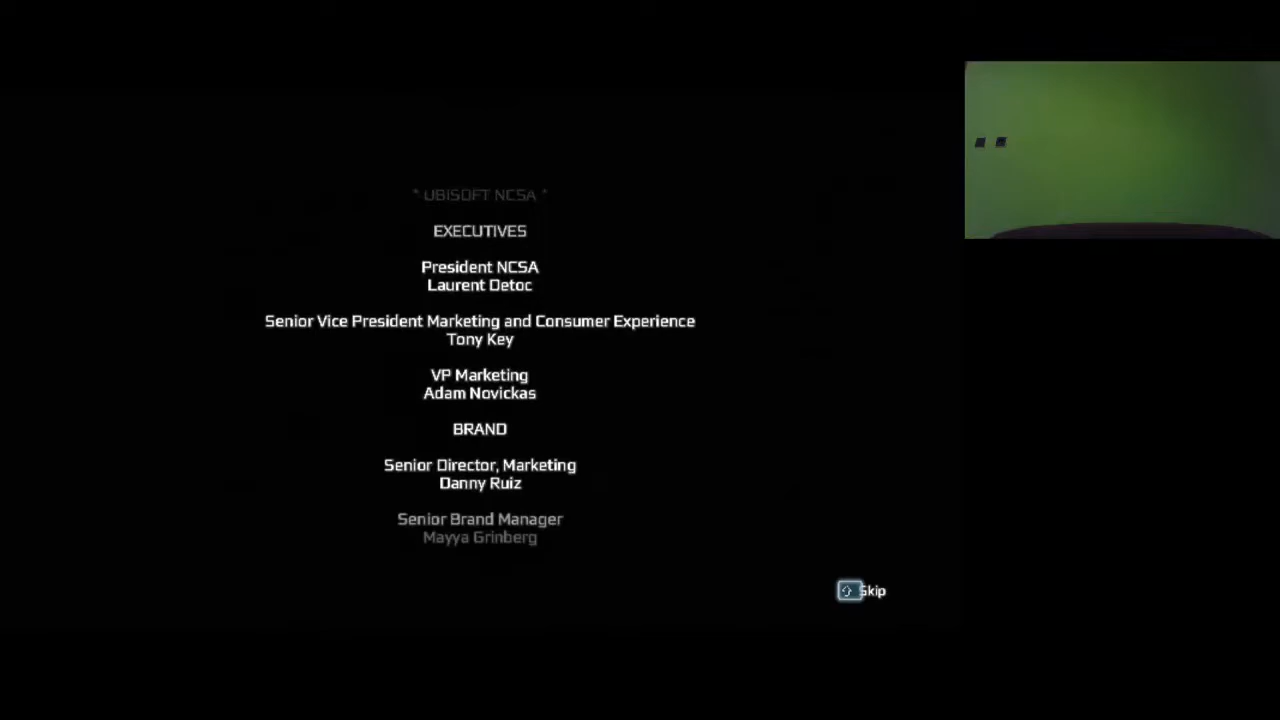 * UBISOFT NCSA *
EXECUTIVES
President NCSA
Laurent Detoc
Senior Vice President Marketing and Consumer Experience
Tony Key
VP Marketing
Adam Novickas
BRAND
Senior Director, Marketing
Danny Ruiz
Senior Brand Manager
Mayya Grinberg
Skip